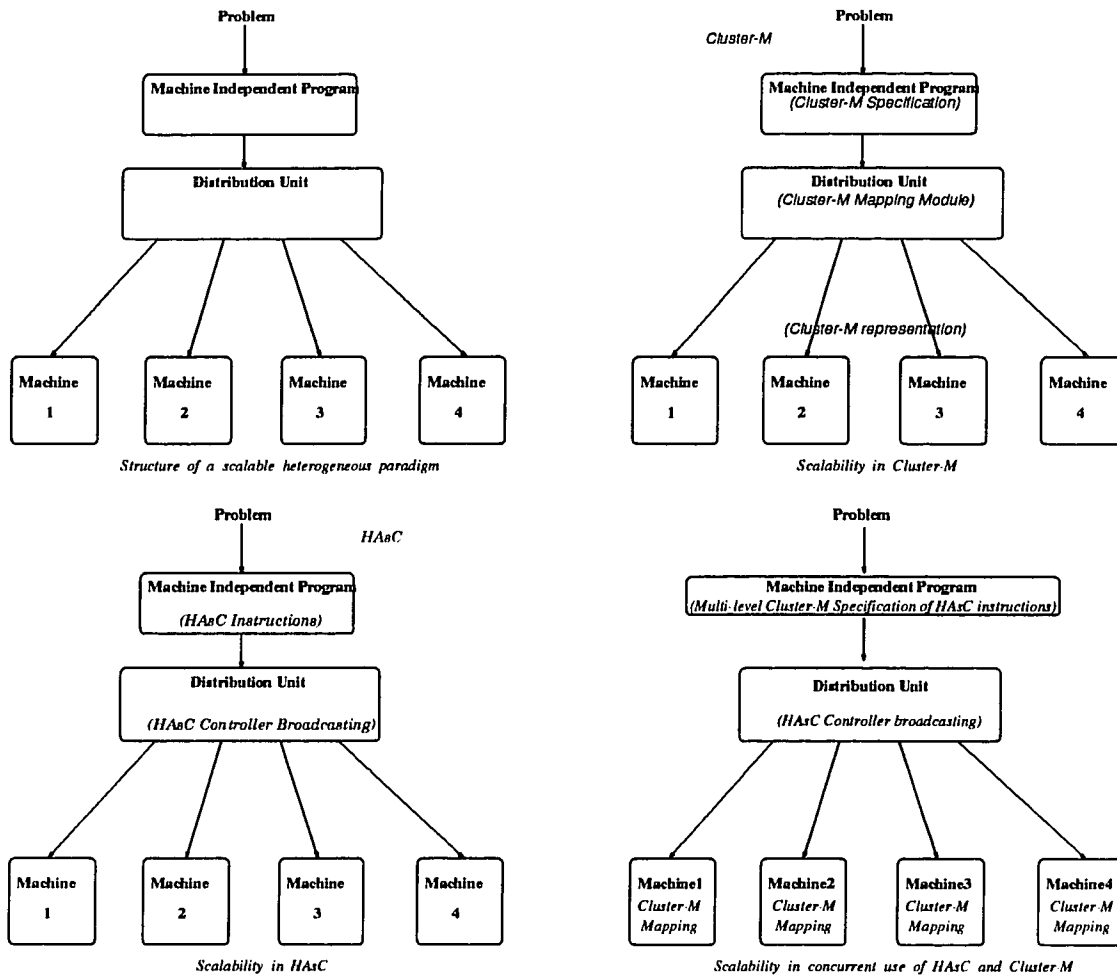 Problem
Machine Independent Program
Distribution Unit
Machine
1
Machine
2
Machine
3
Machine
4
Structure of a scalable heterogeneous paradigm
Problem
Cluster-M
Machine Independent Program
(Cluster-M Specification)
Distribution Unit
(Cluster-M Mapping Module)
(Cluster-M representation)
Machine
1
Machine
2
Machine
3
Machine
4
Scalability in Cluster-M
Problem
HAsC
Machine Independent Program
(HAsC Instructions)
Distribution Unit
(HAsC Controller Broadcasting)
Machine
1
Machine
2
Machine
3
Machine
4
Scalability in HAsC
Problem
Machine Independent Program
(Multi-level Cluster-M Specification of HAsC instructions)
Distribution Unit
(HAsC Controller broadcasting)
Machine1
Cluster-M
Mapping
Machine2
Cluster-M
Mapping
Machine3
Cluster-M
Mapping
Machine4
Cluster-M
Mapping
Scalability in concurrent use of HAsC and Cluster-M